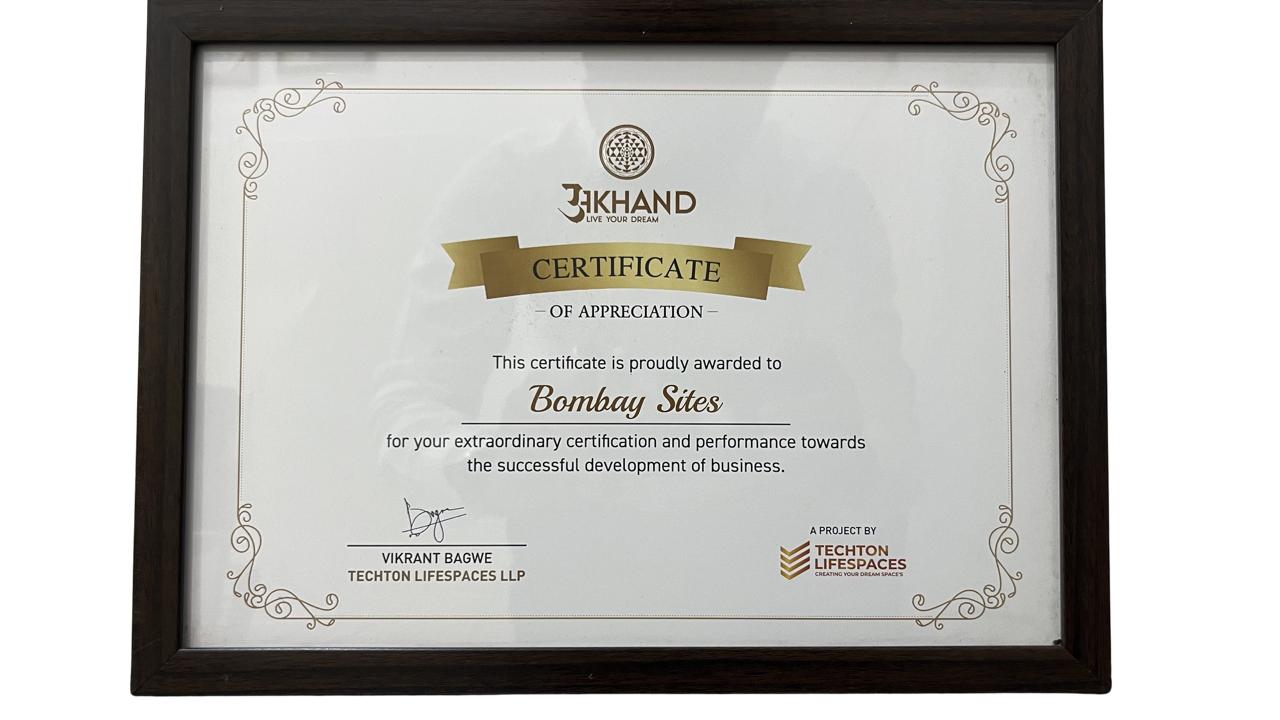 अKHAND
LIVE YOUR DREAM
CERTIFICATE
– OF APPRECIATION –
This certificate is proudly awarded to
Bombay Sites
for your extraordinary certification and performance towards
the successful development of business.
VIKRANT BAGWE
TECHTON LIFESPACES LLP
A PROJECT BY
TECHTON
LIFESPACES
CREATING YOUR DREAM SPACE'S